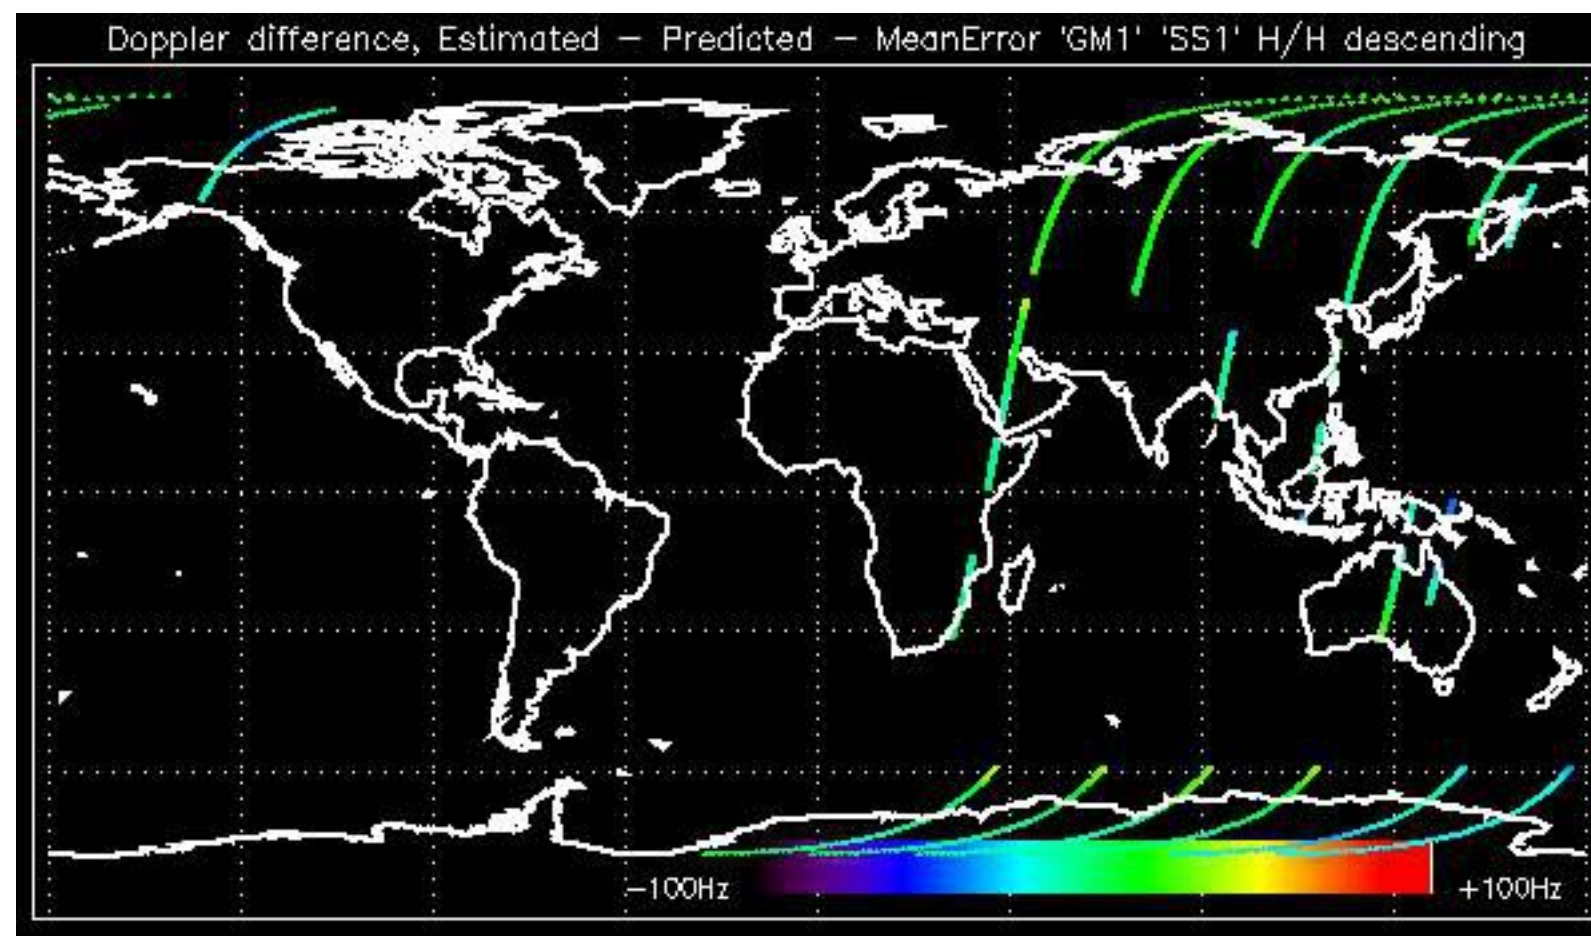 Doppler difference, Estimated – Predicted – MeanError 'GM1' 'SS1' H/H descending
–100Hz
+100Hz